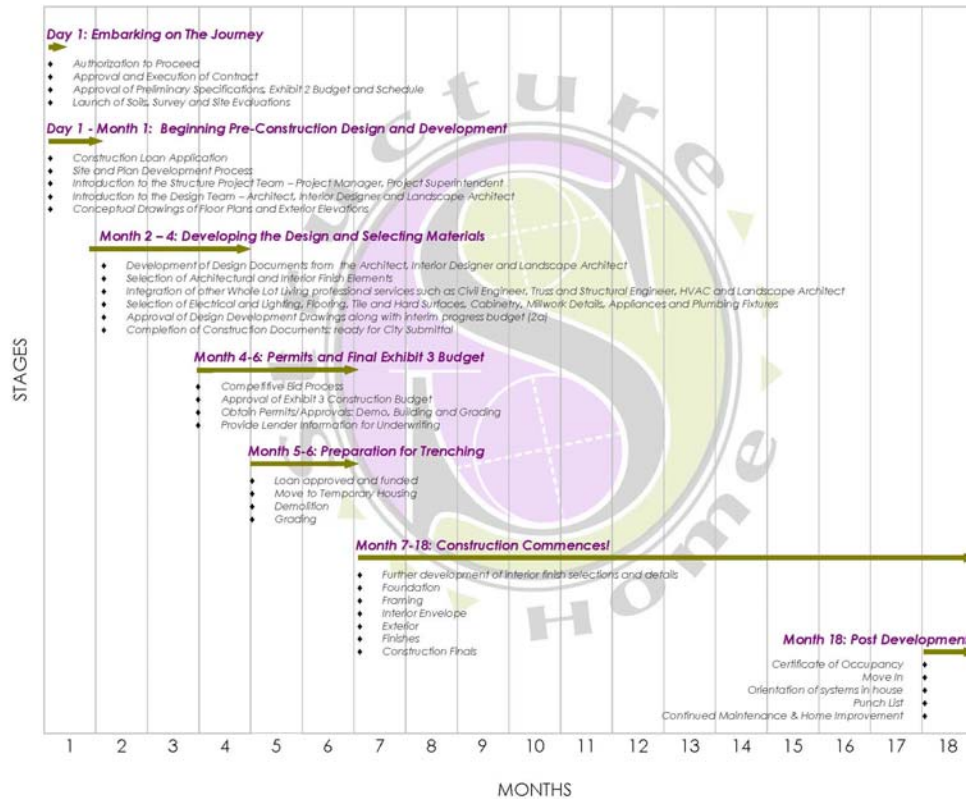 Day 1: Embarking on The Journey
Authorization to Proceed
Approval and Execution of Contract
Approval of Preliminary Specifications, Exhibit 2 Budget and Schedule
Launch of Soils, Survey and Site Evaluations
Day 1 - Month 1: Beginning Pre-Construction Design and Development
Construction Loan Application
Site and Plan Development Process
Introduction to the Structure Project Team – Project Manager, Project Superintendent
Introduction to the Design Team – Architect, Interior Designer and Landscape Architect
Conceptual Drawings of Floor Plans and Exterior Elevations
Month 2 – 4: Developing the Design and Selecting Materials
Development of Design Documents from the Architect, Interior Designer and Landscape Architect
Selection of Architectural and Interior Finish Elements
Integration of other Whole Lot Living professional services such as Civil Engineer, Truss and Structural Engineer, HVAC and Landscape Architect
Selection of Electrical and Lighting, Flooring, Tile and Hard Surfaces, Cabinetry, Millwork Details, Appliances and Plumbing Fixtures
Approval of Design Development Drawings along with interim progress budget (2a)
Completion of Construction Documents; ready for City Submittal
Month 4-6: Permits and Final Exhibit 3 Budget
Competitive Bid Process
Approval of Exhibit 3 Construction Budget
Obtain Permits/Approvals: Demo, Building and Grading
Provide Lender Information for Underwriting
Month 5-6: Preparation for Trenching
Loan approved and funded
Move to Temporary Housing
Demolition
Grading
Month 7-18: Construction Commences!
Further development of interior finish selections and details
Foundation
Framing
Interior Envelope
Exterior
Finishes
Construction Finals
Month 18: Post Development
Certificate of Occupancy
Move In
Orientation of systems in house
Punch List
Continued Maintenance & Home Improvement
STAGES
1 2 3 4 5 6 7 8 9 10 11 12 13 14 15 16 17 18
MONTHS
Structure
Home